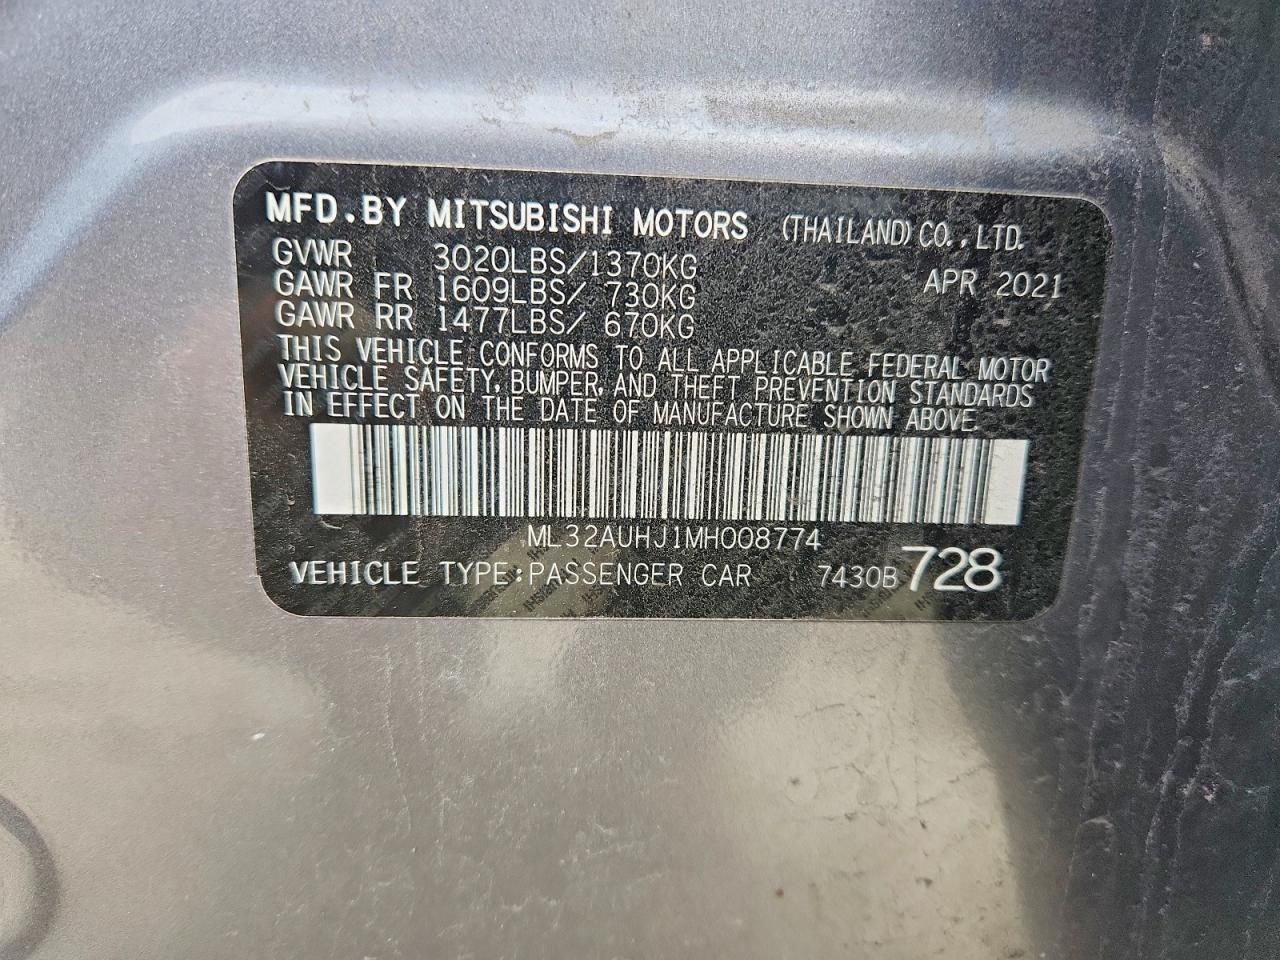 MFD.BY MITSUBISHI MOTORS (THAILAND) CO.,LTD.
GVWR 3020LBS/1370KG
APR 2021
GAWR FR 1609LBS/ 730KG
GAWR RR 1477LBS/ 670KG
THIS VEHICLE CONFORMS TO ALL APPLICABLE FEDERAL MOTOR
VEHICLE SAFETY, BUMPER, AND THEFT PREVENTION STANDARDS
IN EFFECT ON THE DATE OF MANUFACTURE SHOWN ABOVE.
ML32AUHJ1MH008774
VEHICLE TYPE:PASSENGER CAR 7430B 728